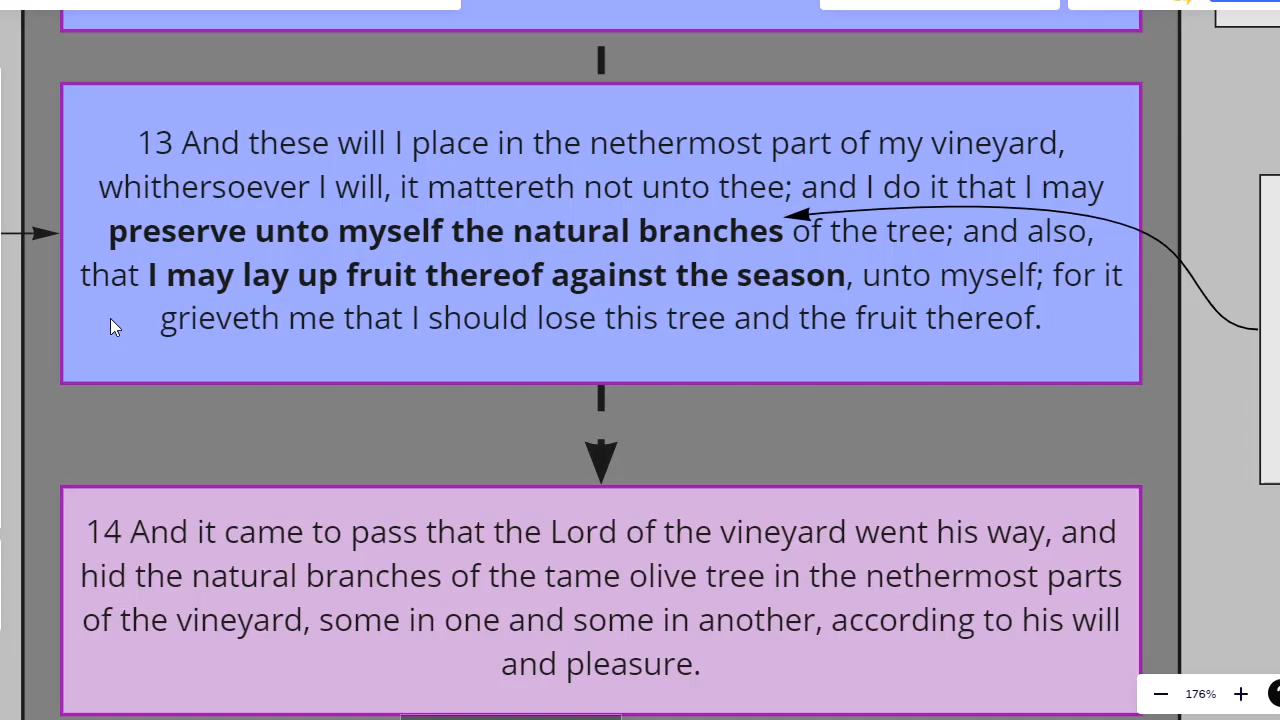 13 And these will I place in the nethermost part of my vineyard,
whithersoever I will, it mattereth not unto thee; and I do it that I may
preserve unto myself the natural branches of the tree; and also,
that I may lay up fruit thereof against the season, unto myself; for it
grieveth me that I should lose this tree and the fruit thereof.
14 And it came to pass that the Lord of the vineyard went his way, and
hid the natural branches of the tame olive tree in the nethermost parts
of the vineyard, some in one and some in another, according to his will
and pleasure.
176%